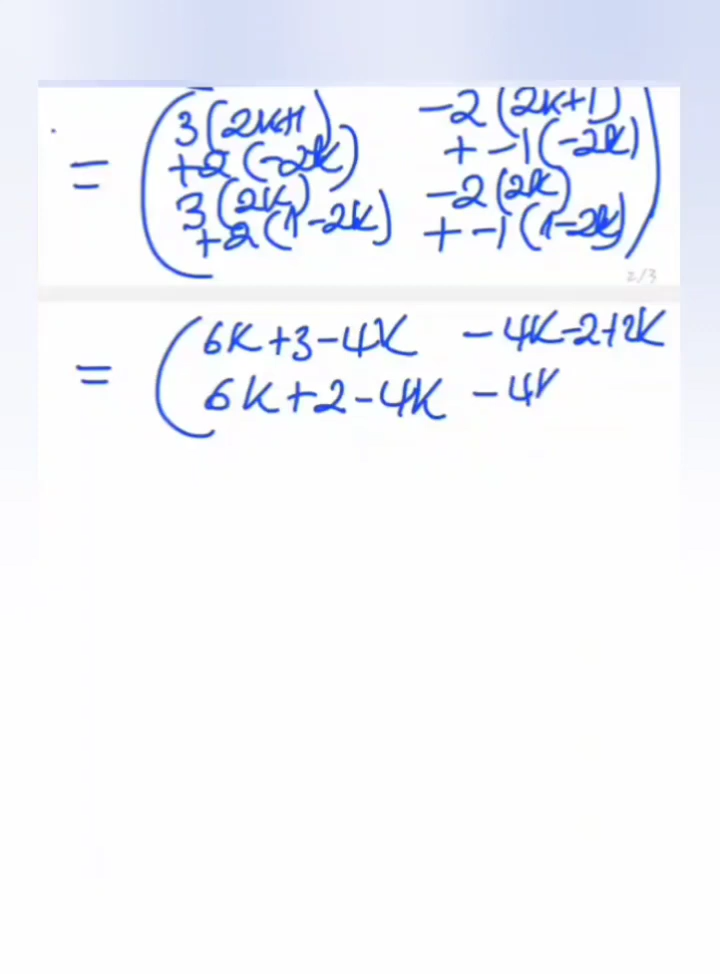 3(2k+1) -2(2k+1)
+2(-2k) + -1(-2k)
=
3(2k) -2(2k)
+2(1-2k) + -1(1-2k)
2/3
6k+3-4k -4k-2+2k
=
6k+2-4k -4k